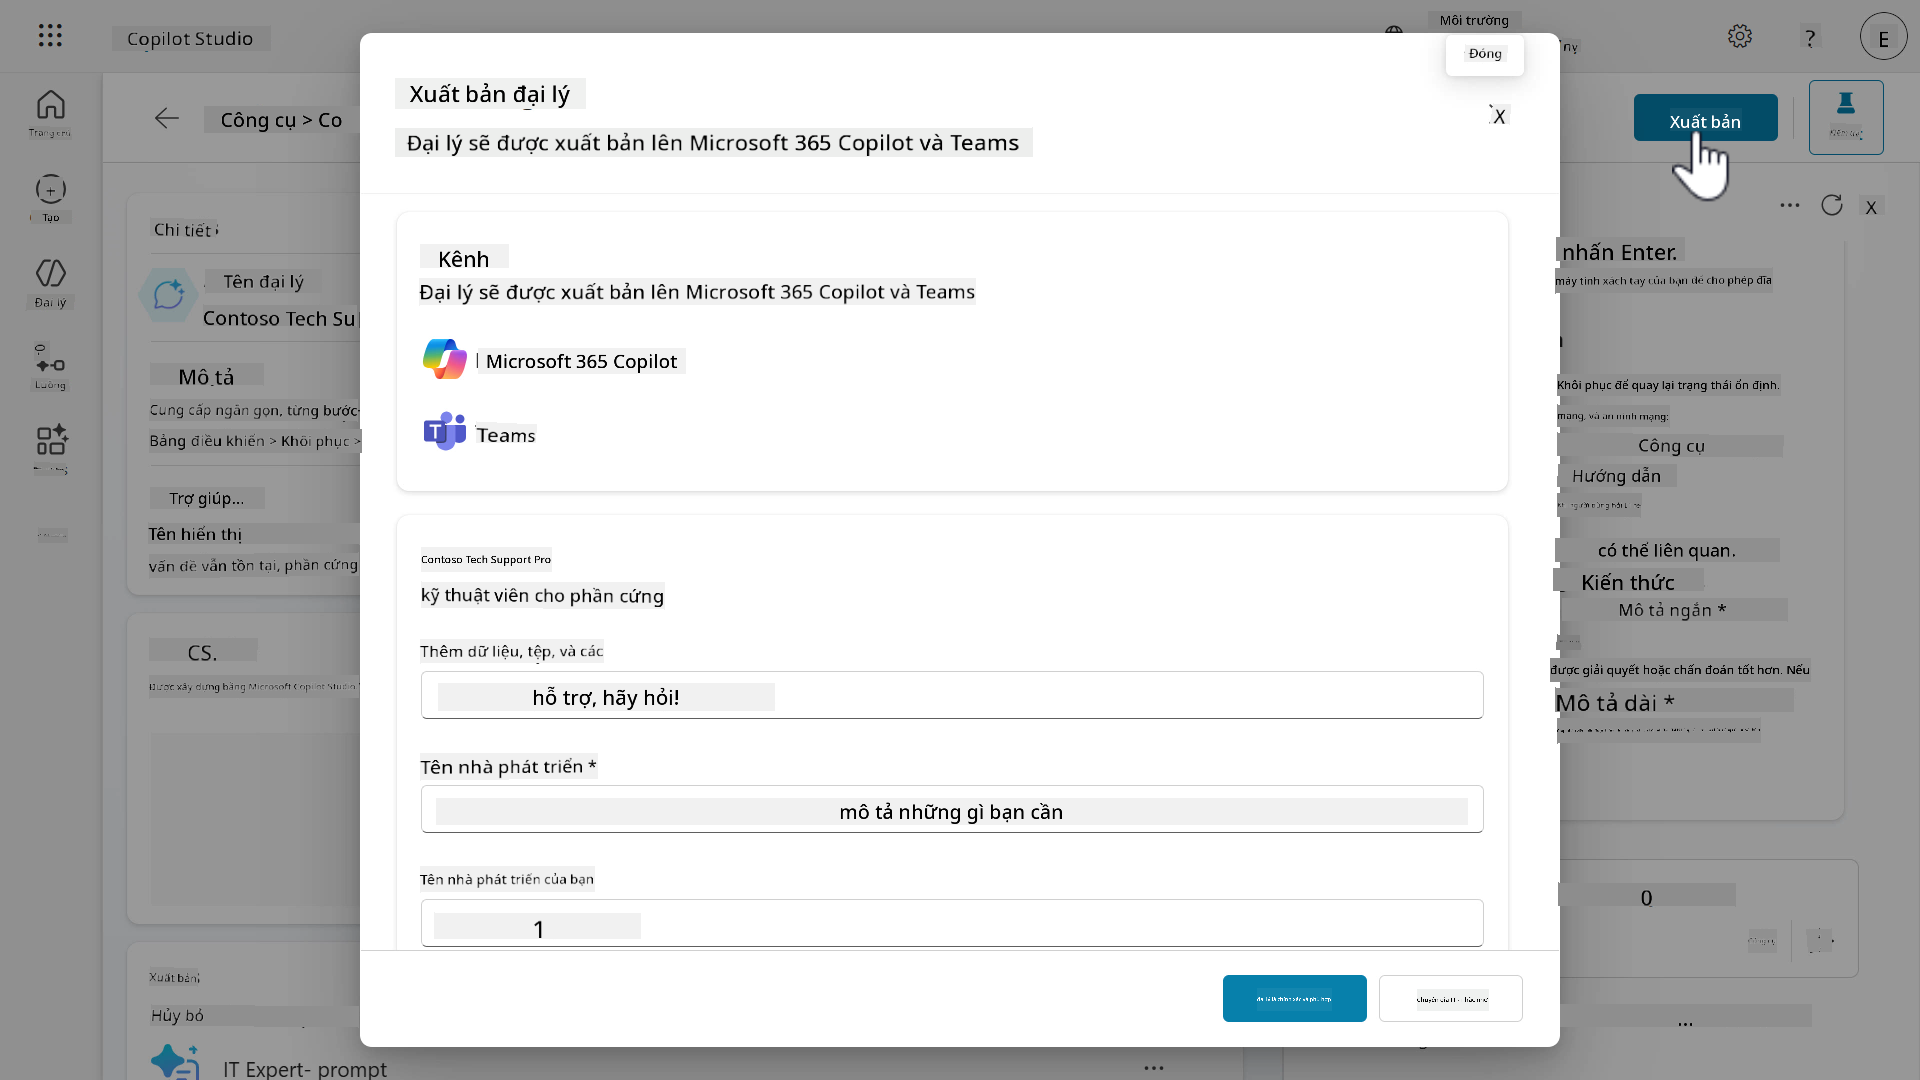 Copilot Studio
Môi trường
Đóng
?
E
Công cụ > Co
Xuất bản
Xuất bản đại lý
X
Đại lý sẽ được xuất bản lên Microsoft 365 Copilot và Teams
Tạo
Đại lý
Luồng
Chi tiết
Tên đại lý
Contoso Tech Su
Mô tả
Cung cấp ngắn gọn, từng bước
Bảng điều khiển > Khôi phục >
Trợ giúp...
Tên hiển thị
vấn đề vẫn tồn tại, phần cứng
CS.
Được xây dựng bằng Microsoft Copilot Studio
Xuất bản
Hủy bỏ
IT Expert- prompt
Kênh
Đại lý sẽ được xuất bản lên Microsoft 365 Copilot và Teams
Microsoft 365 Copilot
Teams
Contoso Tech Support Pro
kỹ thuật viên cho phần cứng
Thêm dữ liệu, tệp, và các
hỗ trợ, hãy hỏi!
Tên nhà phát triển *
mô tả những gì bạn cần
Tên nhà phát triển của bạn
1
X
nhấn Enter.
máy tính xách tay của bạn để cho phép đĩa
Khôi phục để quay lại trạng thái ổn định.
mạng, và an ninh mạng:
Công cụ
Hướng dẫn
có thể liên quan.
Kiến thức
Mô tả ngắn *
được giải quyết hoặc chẩn đoán tốt hơn. Nếu
Mô tả dài *
0
...